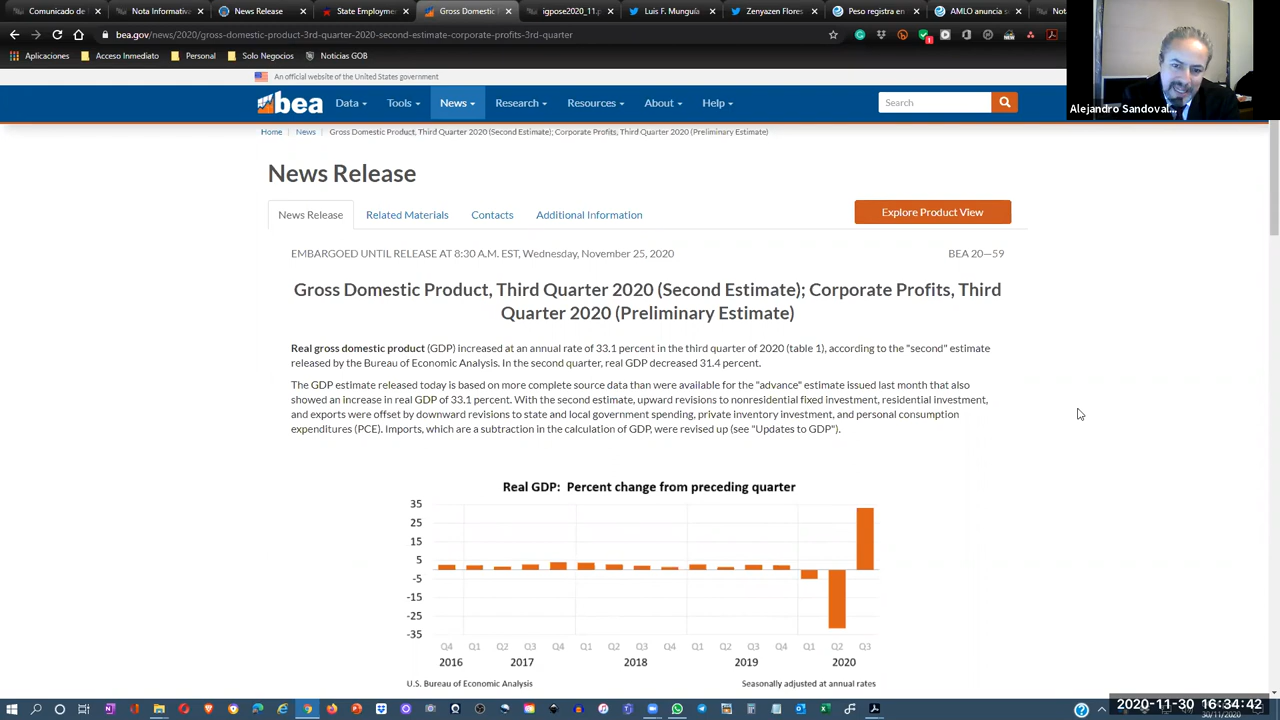 Comunicado de
Nota 2016
News Release
State Employm
Gross Domestic
igpose2020_11
Luis F. Munguía
Zenyazen Flores
Peso registra en
AMLO anuncia s
Not
bea.gov/news/2020/gross-domestic-product-3rd-quarter-2020-second-estimate-corporate-profits-3rd-quarter
Aplicaciones
Acceso Inmediato
Personal
Solo Negocios
Noticias GOB
Alejandro Sandoval...
An official website of the United States government
bea
Data
Tools
News
Research
Resources
About
Help
Search
Home
News
Gross Domestic Product, Third Quarter 2020 (Second Estimate); Corporate Profits, Third Quarter 2020 (Preliminary Estimate)
News Release
News Release
Related Materials
Contacts
Additional Information
Explore Product View
EMBARGOED UNTIL RELEASE AT 8:30 A.M. EST, Wednesday, November 25, 2020
BEA 20—59
Gross Domestic Product, Third Quarter 2020 (Second Estimate); Corporate Profits, Third
Quarter 2020 (Preliminary Estimate)
Real gross domestic product (GDP) increased at an annual rate of 33.1 percent in the third quarter of 2020 (table 1), according to the "second" estimate
released by the Bureau of Economic Analysis. In the second quarter, real GDP decreased 31.4 percent.
The GDP estimate released today is based on more complete source data than were available for the "advance" estimate issued last month that also
showed an increase in real GDP of 33.1 percent. With the second estimate, upward revisions to nonresidential fixed investment, residential investment,
and exports were offset by downward revisions to state and local government spending, private inventory investment, and personal consumption
expenditures (PCE). Imports, which are a subtraction in the calculation of GDP, were revised up (see "Updates to GDP").
Real GDP: Percent change from preceding quarter
35
25
15
5
-5
-15
-25
-35
Q4 Q1 Q2 Q3 Q4 Q1 Q2 Q3 Q4 Q1 Q2 Q3 Q4 Q1 Q2 Q3
2016 2017 2018 2019 2020
U.S. Bureau of Economic Analysis
Seasonally adjusted at annual rates
2020-11-30 16:34:42
30/11/2020